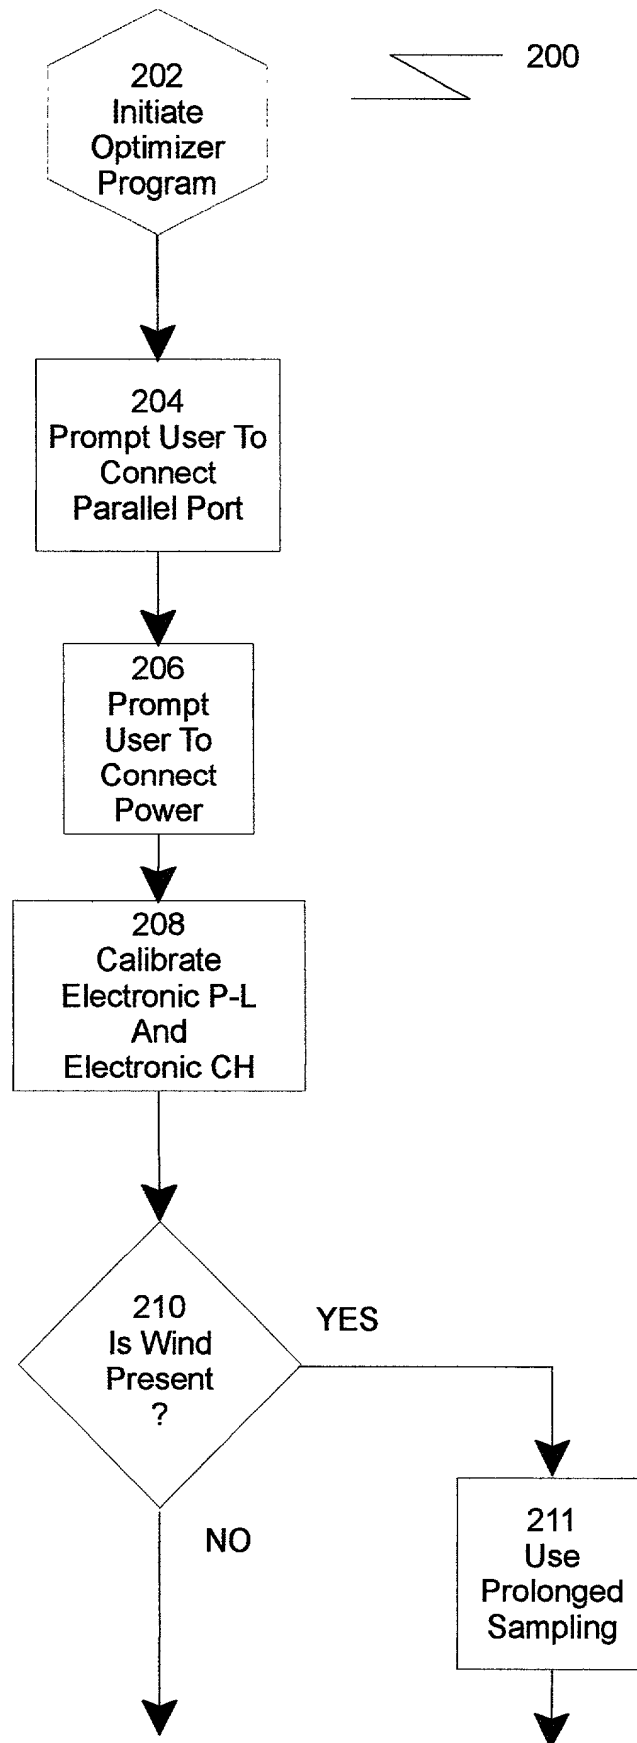 200
202
Initiate
Optimizer
Program
204
Prompt User To
Connect
Parallel Port
206
Prompt
User To
Connect
Power
208
Calibrate
Electronic P-L
And
Electronic CH
210
Is Wind
Present
?
YES
NO
211
Use
Prolonged
Sampling